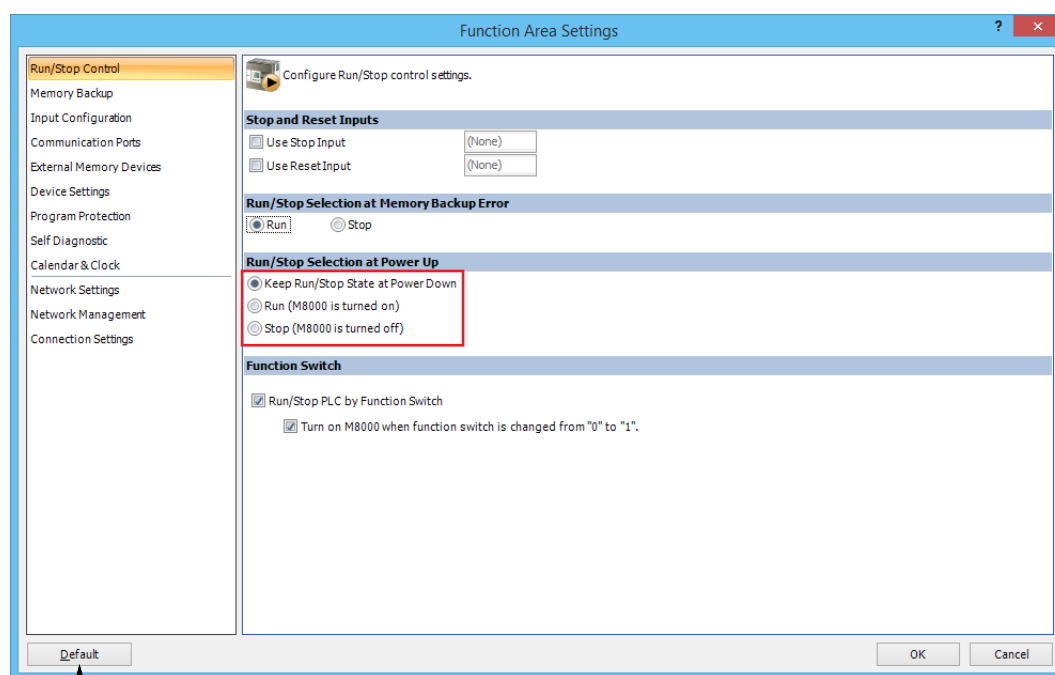 Function Area Settings
?
×
Run/Stop Control
Memory Backup
Input Configuration
Communication Ports
External Memory Devices
Device Settings
Program Protection
Self Diagnostic
Calendar & Clock
Network Settings
Network Management
Connection Settings
Configure Run/Stop control settings.
Stop and Reset Inputs
Use Stop Input (None)
Use Reset Input (None)
Run/Stop Selection at Memory Backup Error
Run Stop
Run/Stop Selection at Power Up
Keep Run/Stop State at Power Down
Run (M8000 is turned on)
Stop (M8000 is turned off)
Function Switch
Run/Stop PLC by Function Switch
Turn on M8000 when function switch is changed from "0" to "1".
Default OK Cancel